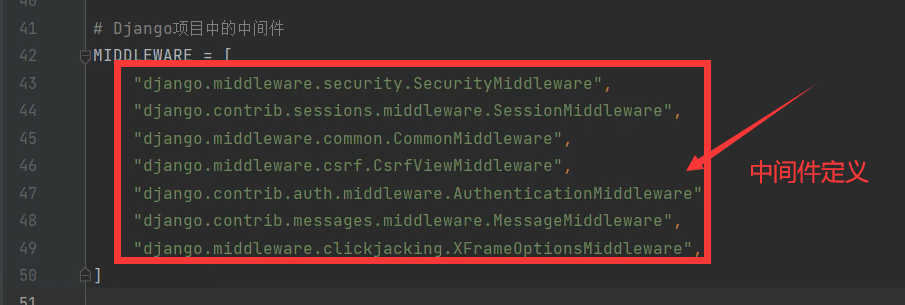 40
41 # Django项目中的中间件
42 MIDDLEWARE = [
43 "django.middleware.security.SecurityMiddleware",
44 "django.contrib.sessions.middleware.SessionMiddleware",
45 "django.middleware.common.CommonMiddleware",
46 "django.middleware.csrf.CsrfViewMiddleware",
47 "django.contrib.auth.middleware.AuthenticationMiddleware"
中间件定义
48 "django.contrib.messages.middleware.MessageMiddleware",
49 "django.middleware.clickjacking.XFrameOptionsMiddleware",
50 ]
51